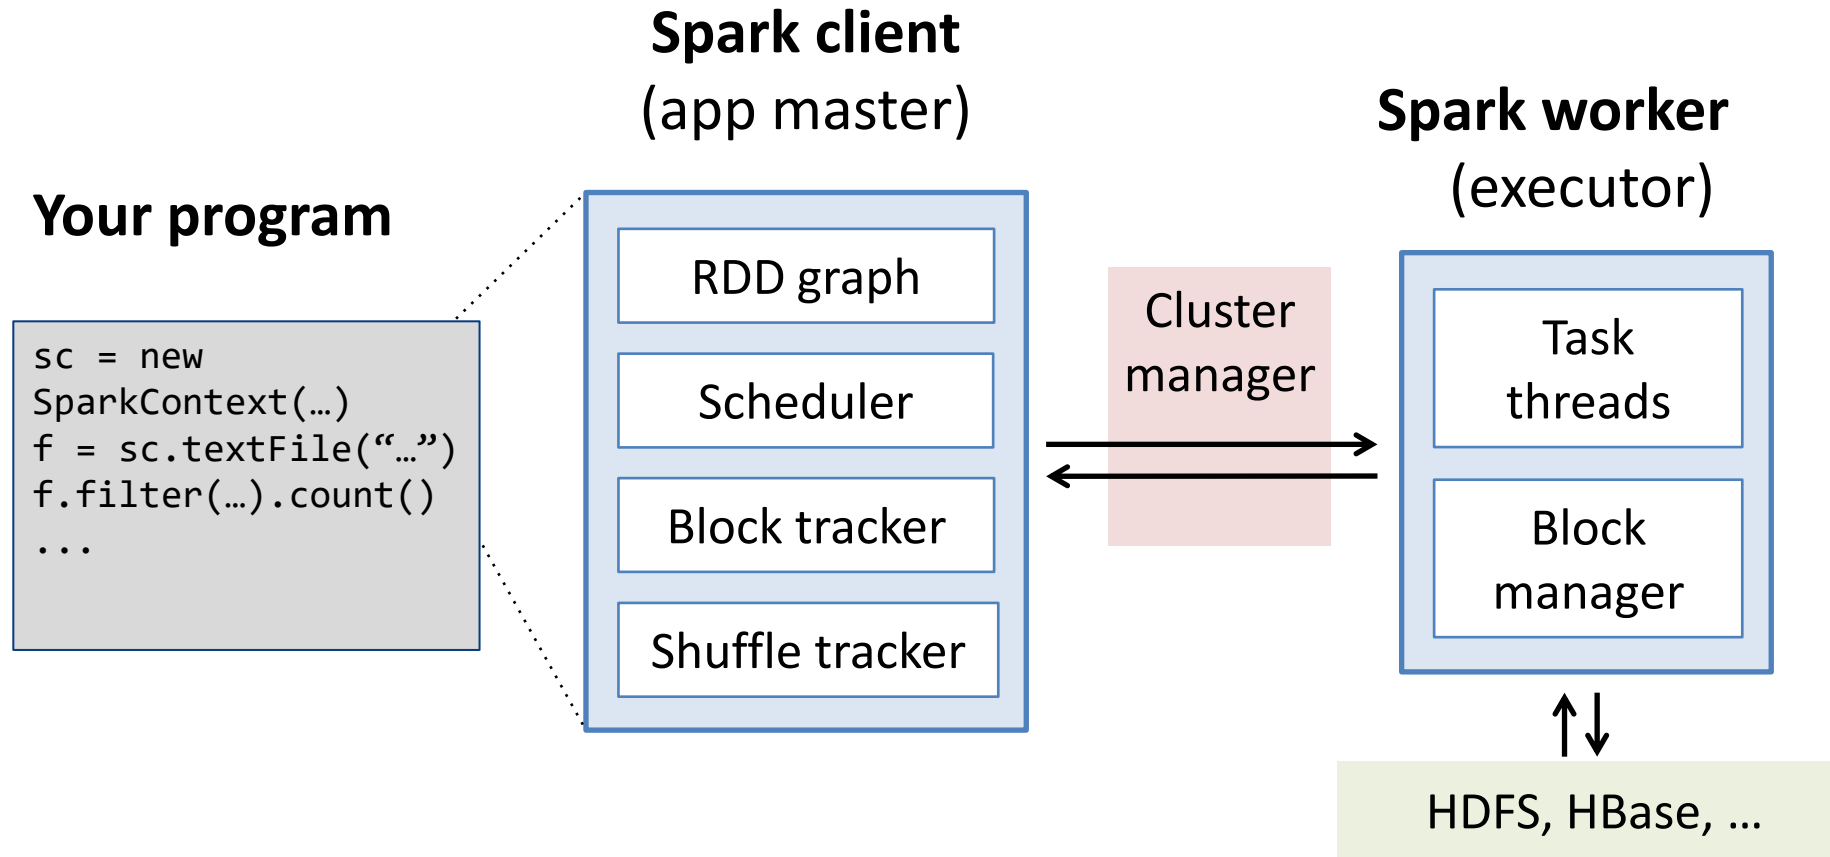 Spark client
(app master)
Spark worker
(executor)
Your program
sc = new
SparkContext(…)
f = sc.textFile(“…”)
f.filter(…).count()
...
RDD graph
Scheduler
Block tracker
Shuffle tracker
Cluster
manager
Task
threads
Block
manager
HDFS, HBase, …